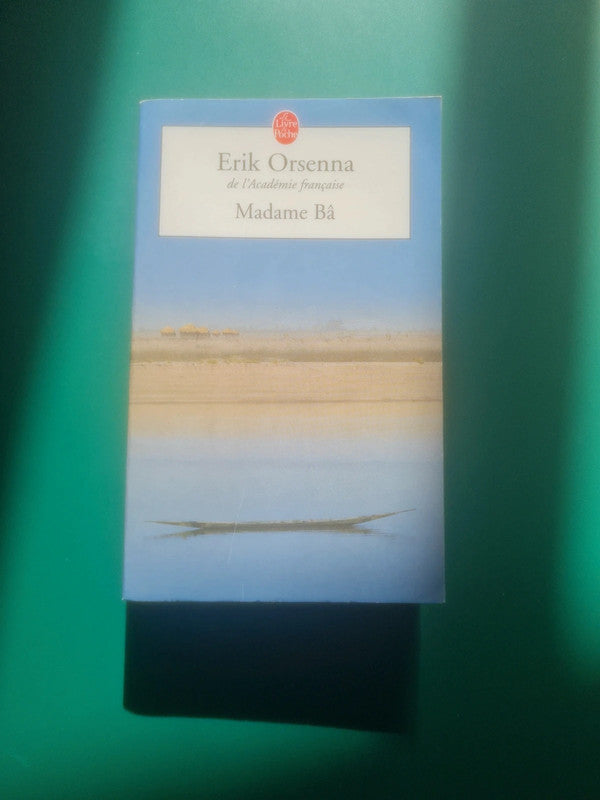 Le
Livre
de
Poche
Erik Orsenna
de l'Académie française
Madame Bâ